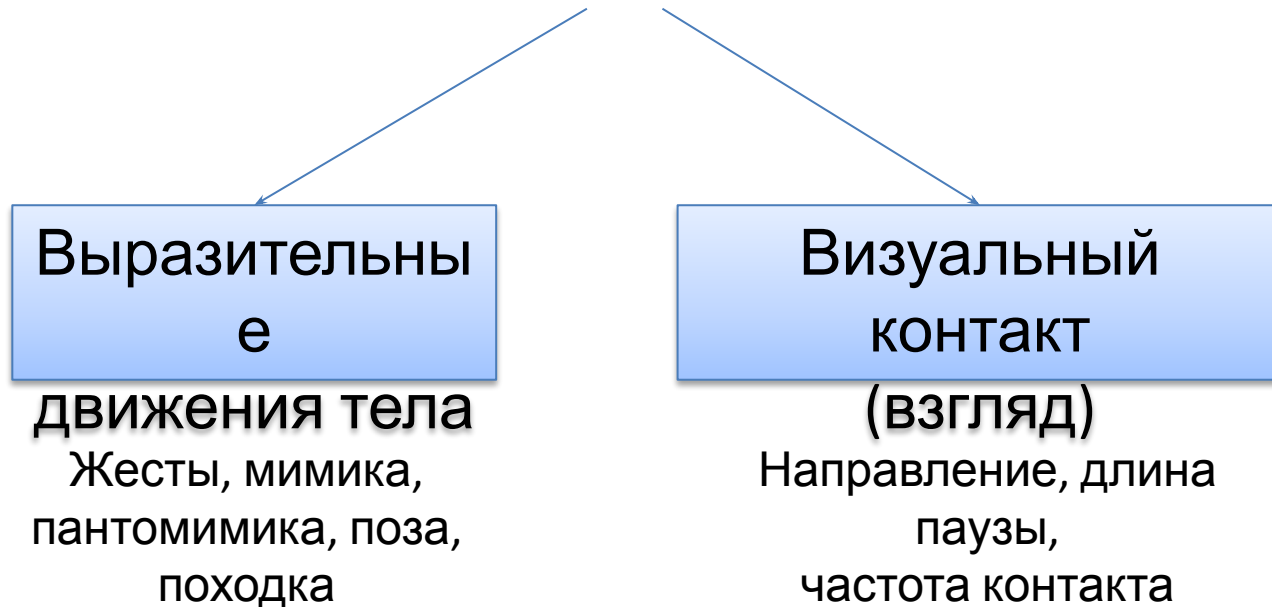 Выразительны
е
движения тела
Жесты, мимика,
пантомимика, поза,
походка
Визуальный
контакт
(взгляд)
Направление, длина
паузы,
частота контакта